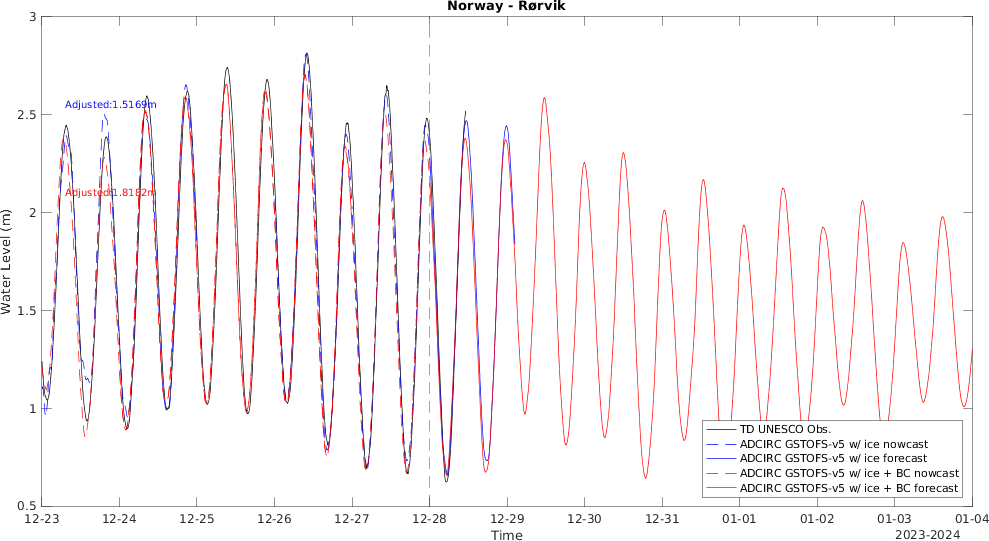 Norway - Rørvik
3
2.5
2
1.5
1
0.5
Water Level (m)
Adjusted:1.5169m
Adjusted:1.8182m
TD UNESCO Obs.
ADCIRC GSTOFS-v5 w/ ice nowcast
ADCIRC GSTOFS-v5 w/ ice forecast
ADCIRC GSTOFS-v5 w/ ice + BC nowcast
ADCIRC GSTOFS-v5 w/ ice + BC forecast
12-23 12-24 12-25 12-26 12-27 12-28 12-29 12-30 12-31 01-01 01-02 01-03 01-04
Time
2023-2024